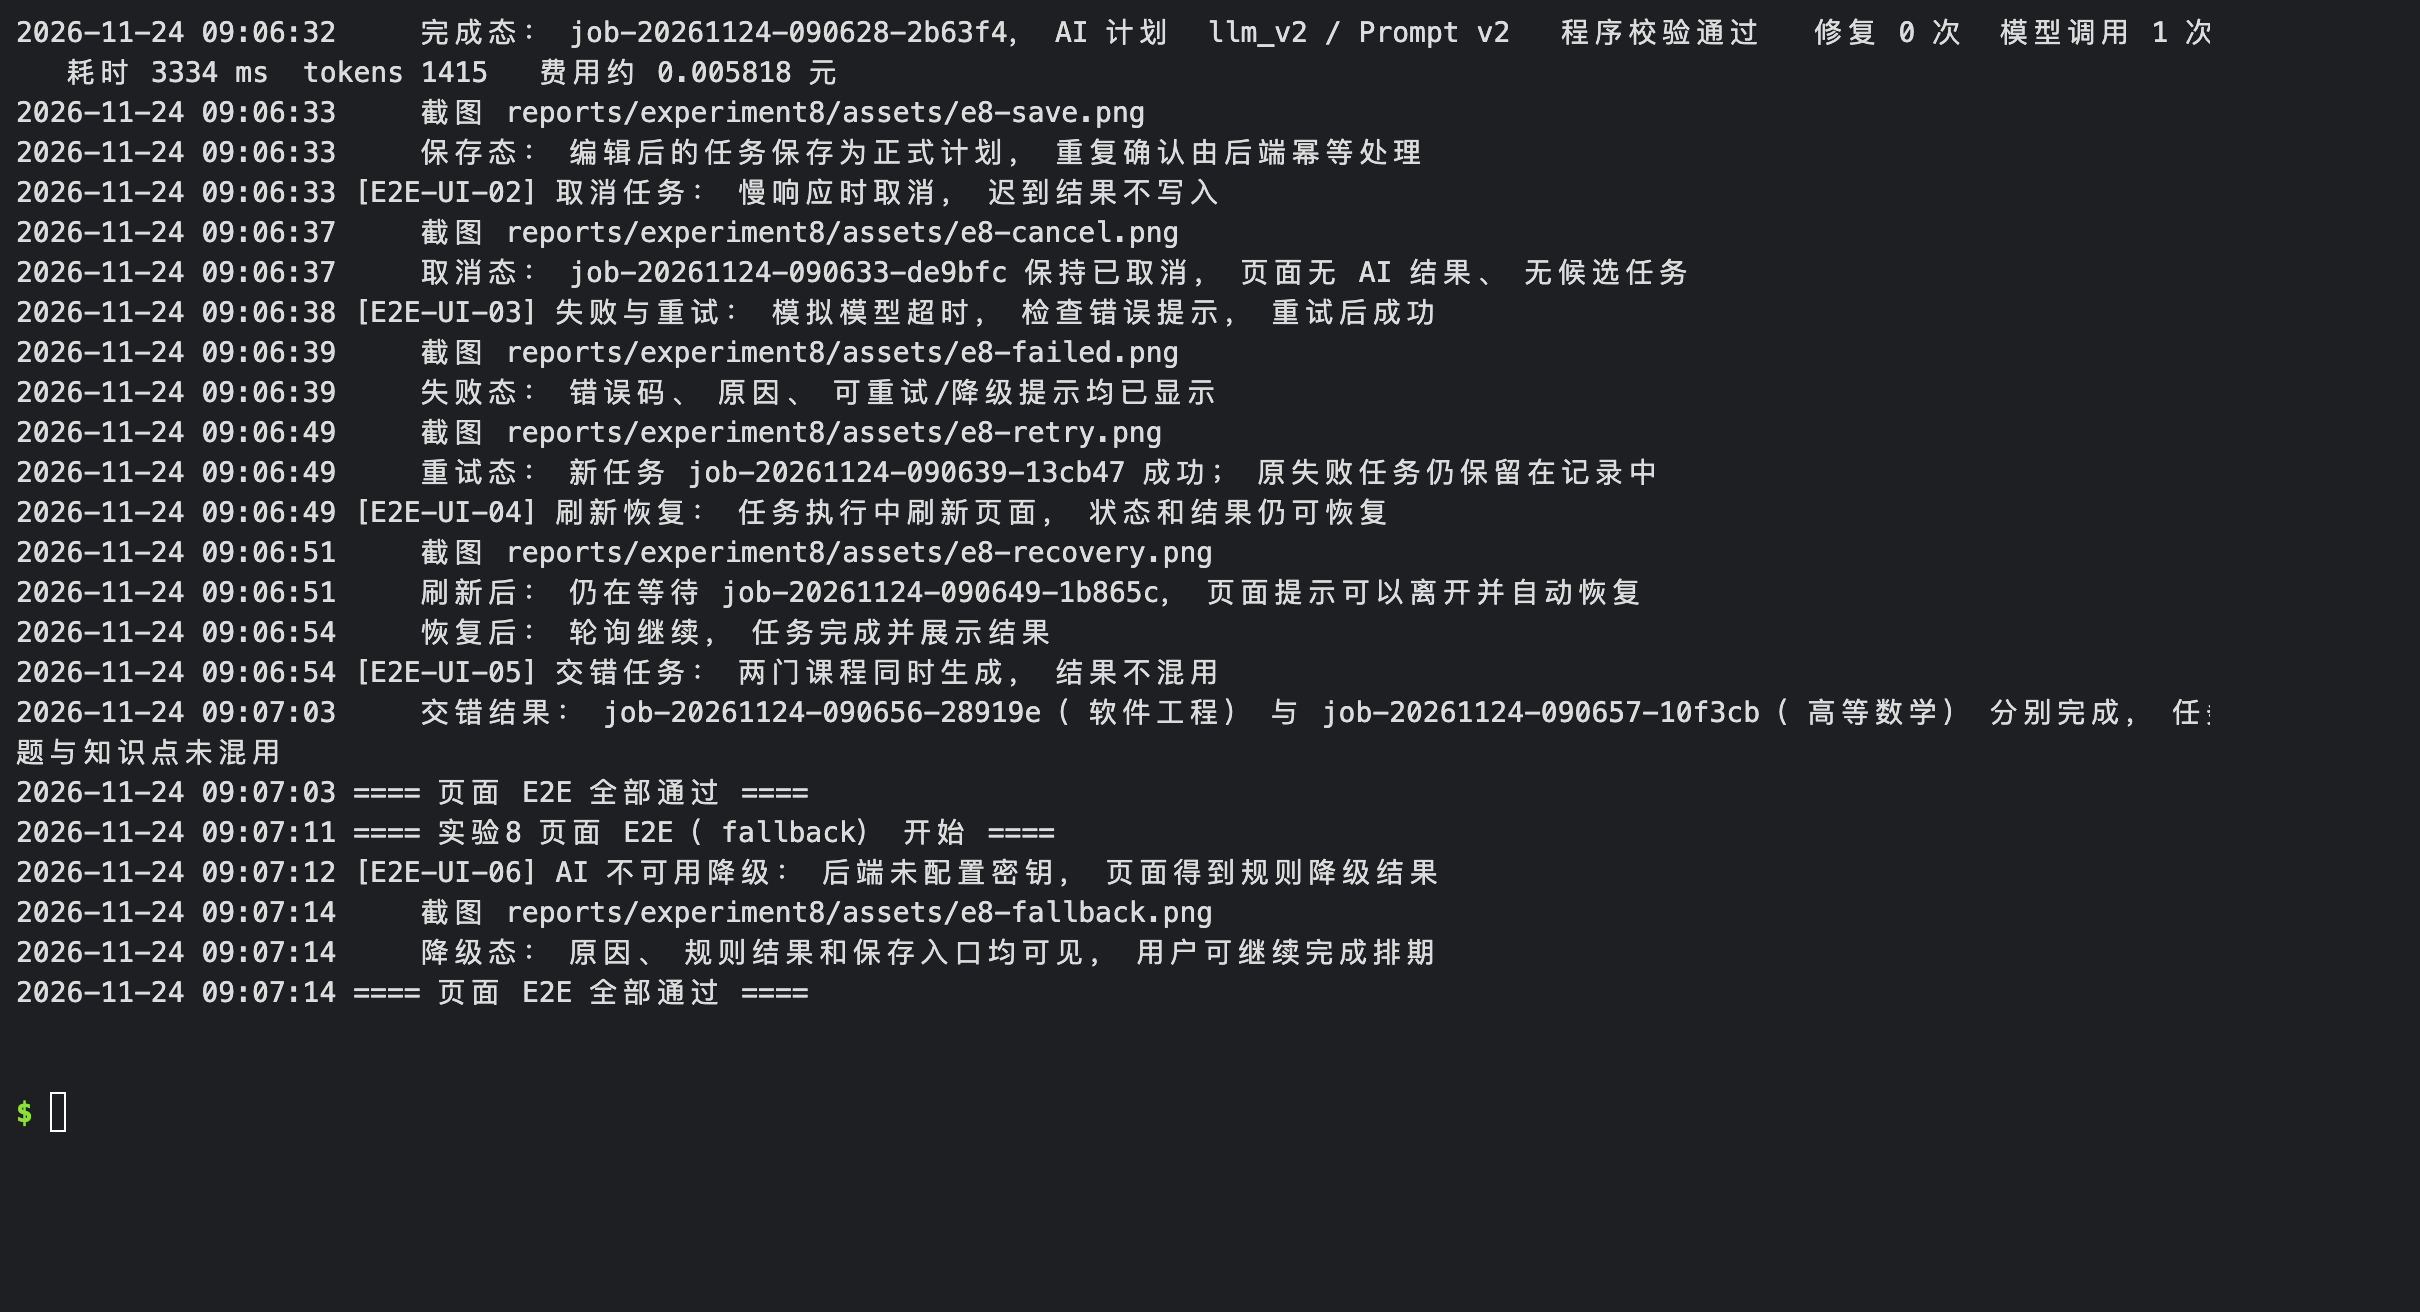 2026-11-24 09:06:32 完成态： job-20261124-090628-2b63f4， AI 计划 llm_v2 / Prompt v2 程序校验通过 修复 0 次 模型调用 1 次
耗时 3334 ms tokens 1415 费用约 0.005818 元
2026-11-24 09:06:33 截图 reports/experiment8/assets/e8-save.png
2026-11-24 09:06:33 保存态： 编辑后的任务保存为正式计划， 重复确认由后端幂等处理
2026-11-24 09:06:33 [E2E-UI-02] 取消任务： 慢响应时取消， 迟到结果不写入
2026-11-24 09:06:37 截图 reports/experiment8/assets/e8-cancel.png
2026-11-24 09:06:37 取消态： job-20261124-090633-de9bfc 保持已取消， 页面无 AI 结果、 无候选任务
2026-11-24 09:06:38 [E2E-UI-03] 失败与重试： 模拟模型超时， 检查错误提示， 重试后成功
2026-11-24 09:06:39 截图 reports/experiment8/assets/e8-failed.png
2026-11-24 09:06:39 失败态： 错误码、 原因、 可重试/降级提示均已显示
2026-11-24 09:06:49 截图 reports/experiment8/assets/e8-retry.png
2026-11-24 09:06:49 重试态： 新任务 job-20261124-090639-13cb47 成功； 原失败任务仍保留在记录中
2026-11-24 09:06:49 [E2E-UI-04] 刷新恢复： 任务执行中刷新页面， 状态和结果仍可恢复
2026-11-24 09:06:51 截图 reports/experiment8/assets/e8-recovery.png
2026-11-24 09:06:51 刷新后： 仍在等待 job-20261124-090649-1b865c， 页面提示可以离开并自动恢复
2026-11-24 09:06:54 恢复后： 轮询继续， 任务完成并展示结果
2026-11-24 09:06:54 [E2E-UI-05] 交错任务： 两门课程同时生成， 结果不混用
2026-11-24 09:07:03 交错结果： job-20261124-090656-28919e（ 软件工程） 与 job-20261124-090657-10f3cb（ 高等数学） 分别完成， 任
题与知识点未混用
2026-11-24 09:07:03 ==== 页面 E2E 全部通过 ====
2026-11-24 09:07:11 ==== 实验8 页面 E2E（ fallback） 开始 ====
2026-11-24 09:07:12 [E2E-UI-06] AI 不可用降级： 后端未配置密钥， 页面得到规则降级结果
2026-11-24 09:07:14 截图 reports/experiment8/assets/e8-fallback.png
2026-11-24 09:07:14 降级态： 原因、 规则结果和保存入口均可见， 用户可继续完成排期
2026-11-24 09:07:14 ==== 页面 E2E 全部通过 ====
$